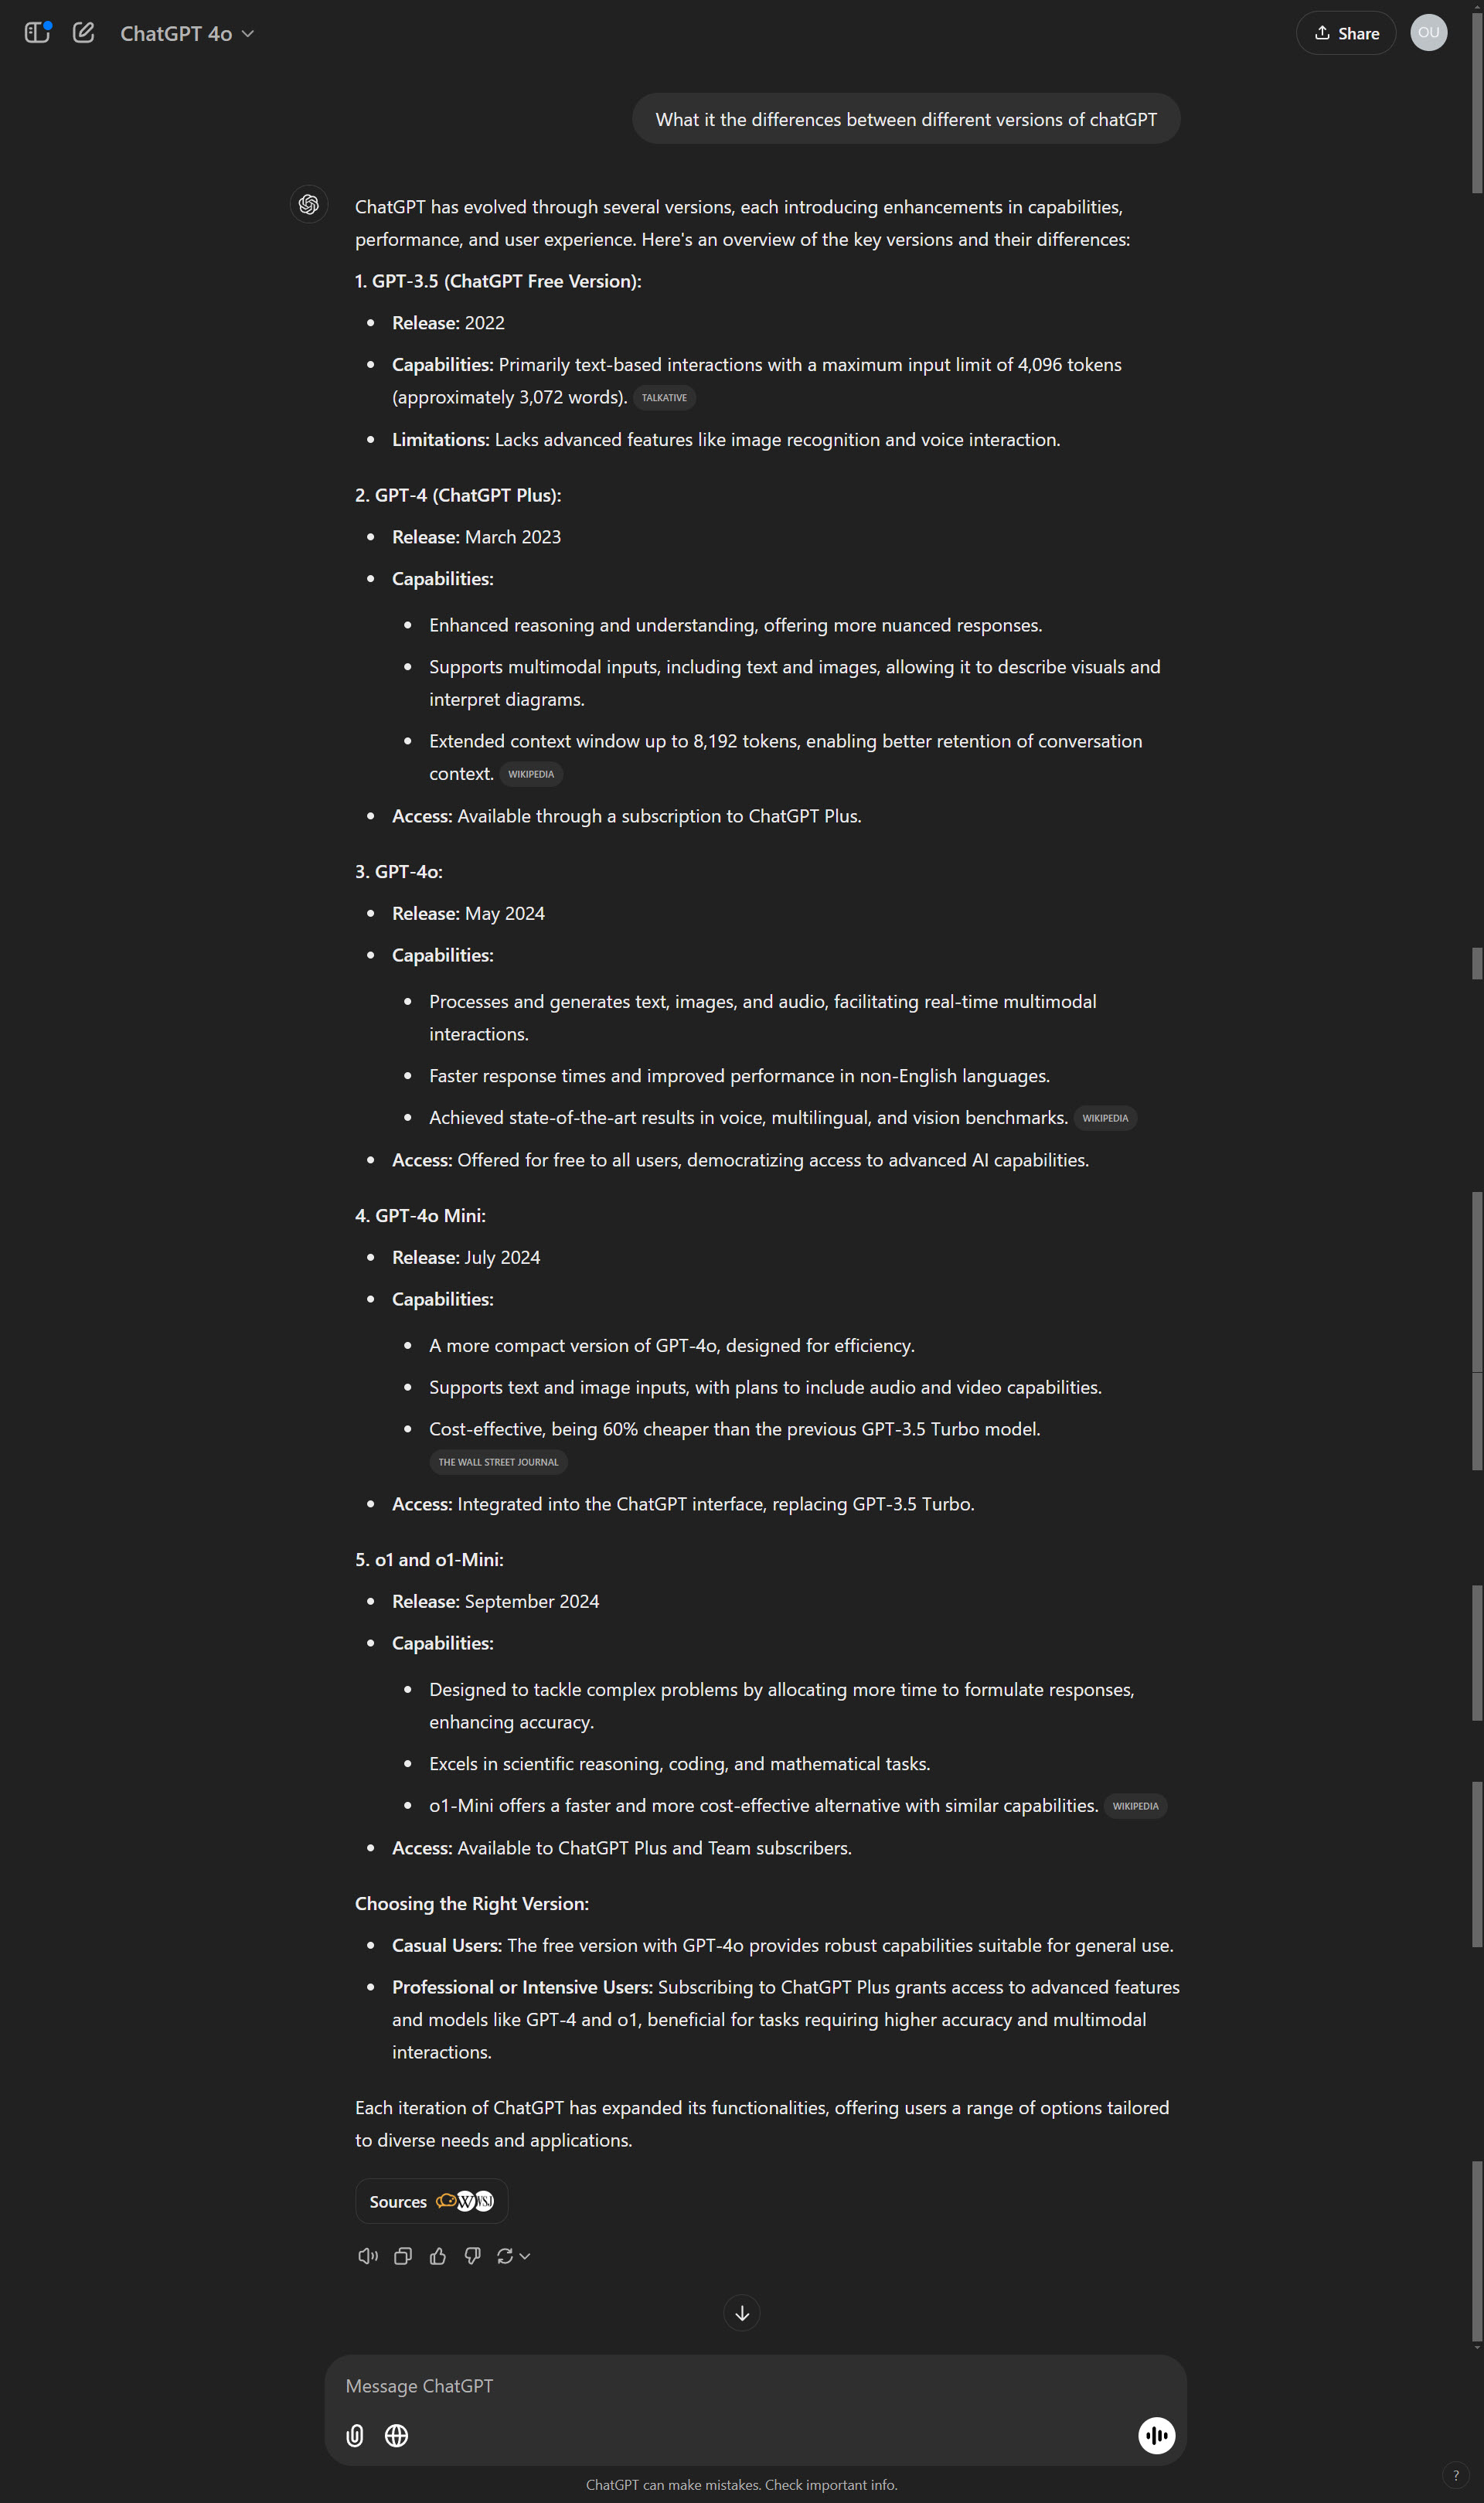 ChatGPT 4o
Share
OU
What it the differences between different versions of chatGPT
ChatGPT has evolved through several versions, each introducing enhancements in capabilities,
performance, and user experience. Here's an overview of the key versions and their differences:
1. GPT-3.5 (ChatGPT Free Version):
• Release: 2022
• Capabilities: Primarily text-based interactions with a maximum input limit of 4,096 tokens
(approximately 3,072 words). TALKATIVE
• Limitations: Lacks advanced features like image recognition and voice interaction.
2. GPT-4 (ChatGPT Plus):
• Release: March 2023
• Capabilities:
• Enhanced reasoning and understanding, offering more nuanced responses.
• Supports multimodal inputs, including text and images, allowing it to describe visuals and
interpret diagrams.
• Extended context window up to 8,192 tokens, enabling better retention of conversation
context. WIKIPEDIA
• Access: Available through a subscription to ChatGPT Plus.
3. GPT-4o:
• Release: May 2024
• Capabilities:
• Processes and generates text, images, and audio, facilitating real-time multimodal
interactions.
• Faster response times and improved performance in non-English languages.
• Achieved state-of-the-art results in voice, multilingual, and vision benchmarks. WIKIPEDIA
• Access: Offered for free to all users, democratizing access to advanced AI capabilities.
4. GPT-4o Mini:
• Release: July 2024
• Capabilities:
• A more compact version of GPT-4o, designed for efficiency.
• Supports text and image inputs, with plans to include audio and video capabilities.
• Cost-effective, being 60% cheaper than the previous GPT-3.5 Turbo model.
THE WALL STREET JOURNAL
• Access: Integrated into the ChatGPT interface, replacing GPT-3.5 Turbo.
5. o1 and o1-Mini:
• Release: September 2024
• Capabilities:
• Designed to tackle complex problems by allocating more time to formulate responses,
enhancing accuracy.
• Excels in scientific reasoning, coding, and mathematical tasks.
• o1-Mini offers a faster and more cost-effective alternative with similar capabilities. WIKIPEDIA
• Access: Available to ChatGPT Plus and Team subscribers.
Choosing the Right Version:
• Casual Users: The free version with GPT-4o provides robust capabilities suitable for general use.
• Professional or Intensive Users: Subscribing to ChatGPT Plus grants access to advanced features
and models like GPT-4 and o1, beneficial for tasks requiring higher accuracy and multimodal
interactions.
Each iteration of ChatGPT has expanded its functionalities, offering users a range of options tailored
to diverse needs and applications.
Sources W WSJ
Message ChatGPT
ChatGPT can make mistakes. Check important info.
?